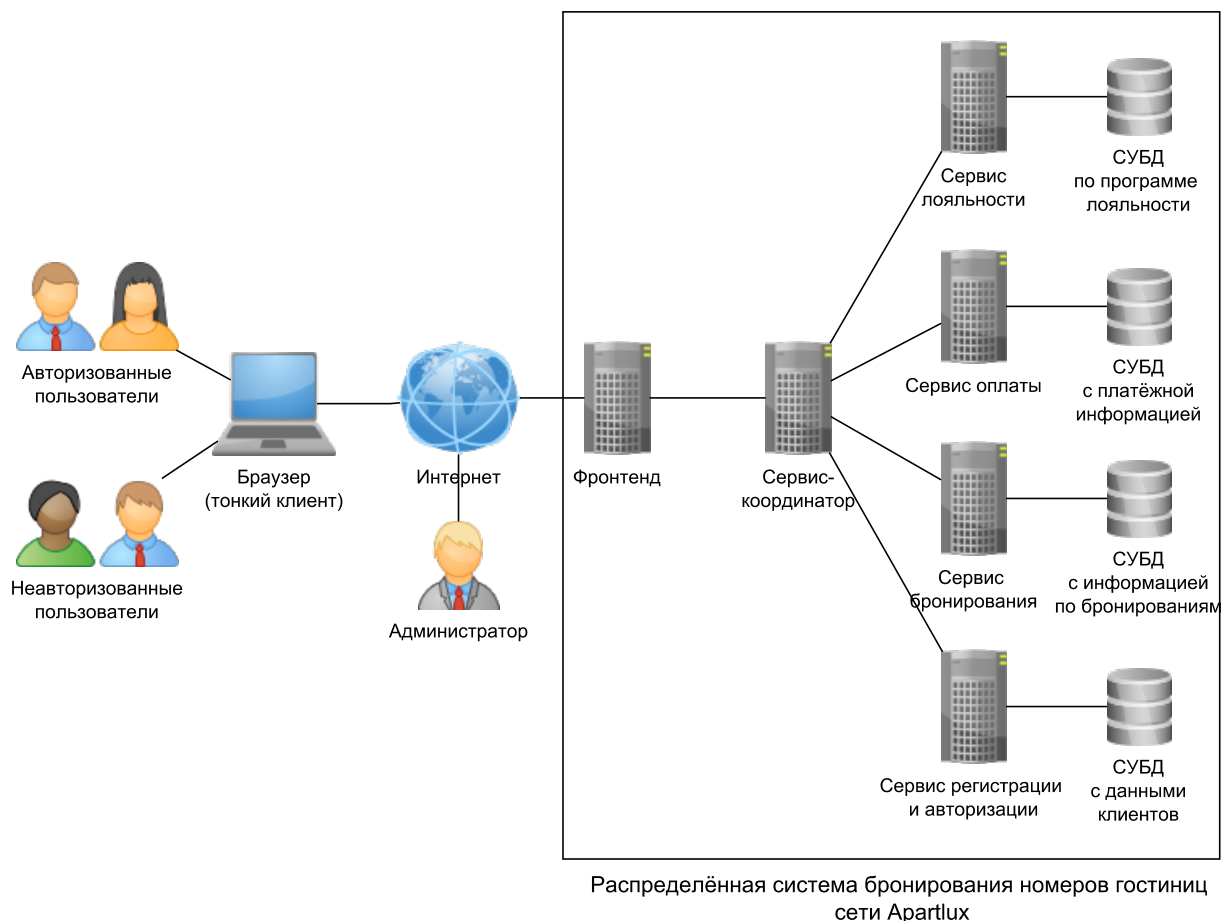 Сервис
лояльности
СУБД
по программе
лояльности
Авторизованные
пользователи
Сервис оплаты
СУБД
с платёжной
информацией
Браузер
(тонкий клиент)
Интернет
Фронтенд
Сервис-
координатор
Неавторизованные
пользователи
Администратор
Сервис
бронирования
СУБД
с информацией
по бронированиям
Сервис регистрации
и авторизации
СУБД
с данными
клиентов
Распределённая система бронирования номеров гостиниц
сети Apartlux